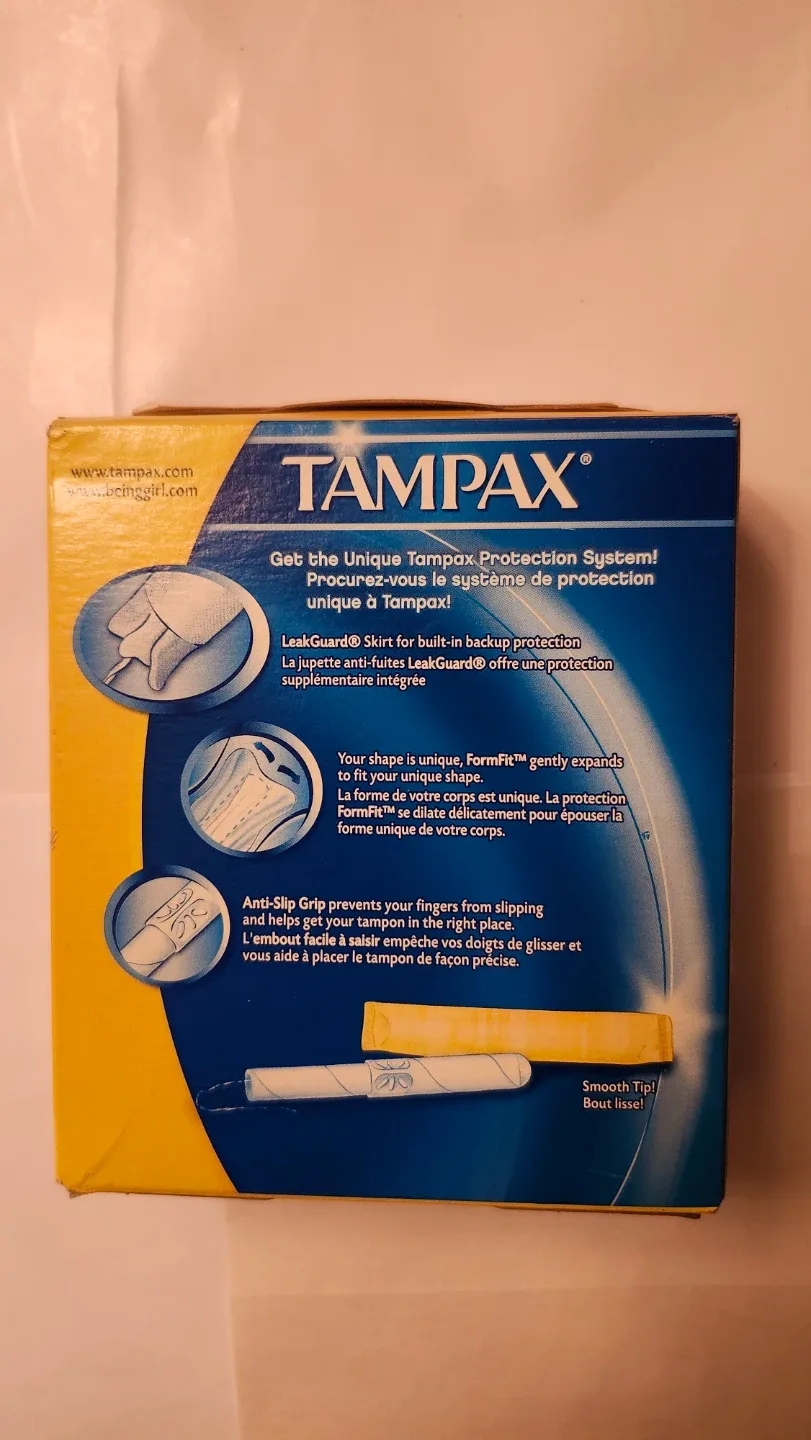 www.tampax.com
www.beinggirl.com
TAMPAX®
Get the Unique Tampax Protection System!
Procurez-vous le système de protection
unique à Tampax!
LeakGuard® Skirt for built-in backup protection
La jupette anti-fuites LeakGuard® offre une protection
supplémentaire intégrée
Your shape is unique, FormFit™ gently expands
to fit your unique shape.
La forme de votre corps est unique. La protection
FormFit™ se dilate délicatement pour épouser la
forme unique de votre corps.
Anti-Slip Grip prevents your fingers from slipping
and helps get your tampon in the right place.
L'embout facile à saisir empêche vos doigts de glisser et
vous aide à placer le tampon de façon précise.
Smooth Tip!
Bout lisse!